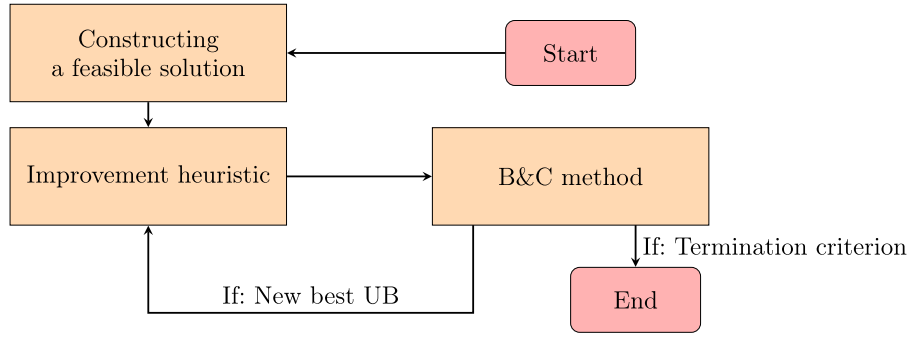 Constructing
a feasible solution
Start
Improvement heuristic
B&C method
If: Termination criterion
If: New best UB
End